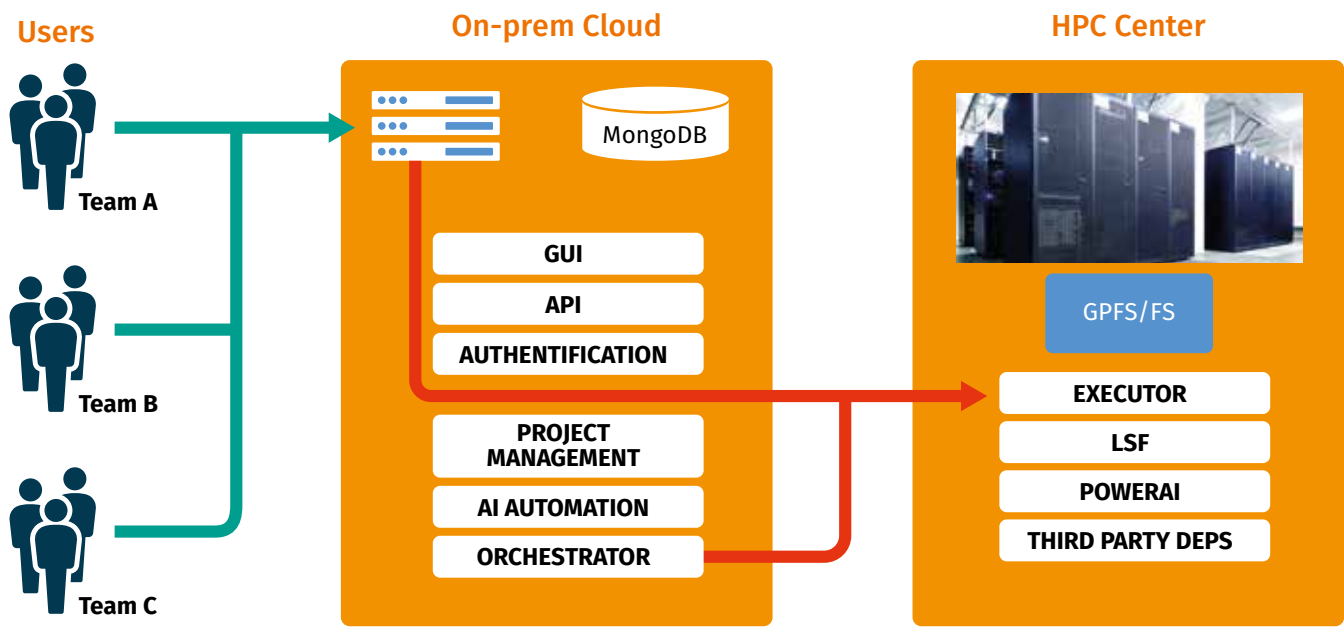 Users
On-prem Cloud
HPC Center
MongoDB
Team A
GUI
API
AUTHENTIFICATION
GPFS/FS
Team B
PROJECT
MANAGEMENT
AI AUTOMATION
ORCHESTRATOR
EXECUTOR
LSF
POWERAI
THIRD PARTY DEPS
Team C